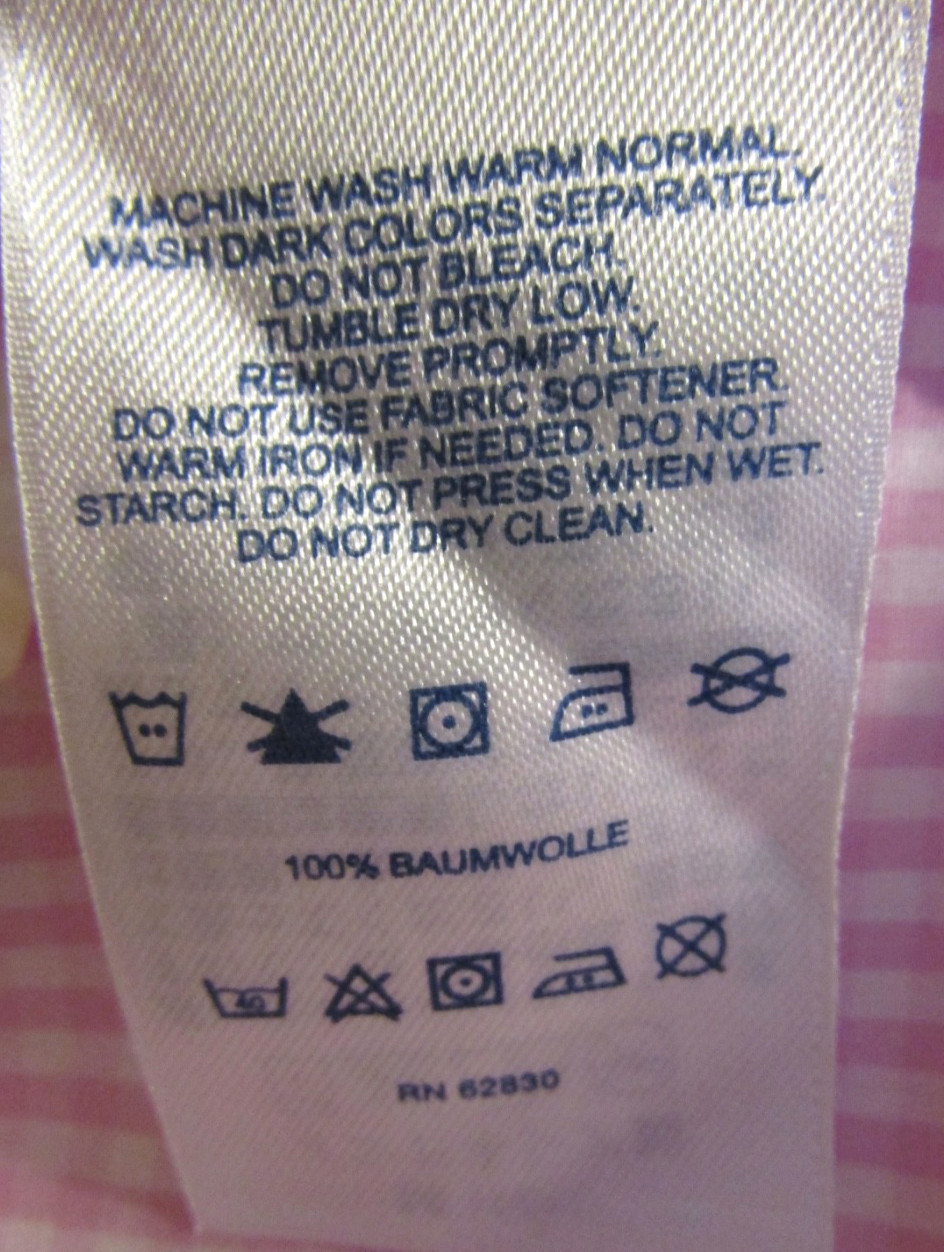 MACHINE WASH WARM NORMAL.
WASH DARK COLORS SEPARATELY.
DO NOT BLEACH.
TUMBLE DRY LOW.
REMOVE PROMPTLY.
DO NOT USE FABRIC SOFTENER.
WARM IRON IF NEEDED. DO NOT
STARCH. DO NOT PRESS WHEN WET.
DO NOT DRY CLEAN.
100% BAUMWOLLE
40
RN 62830